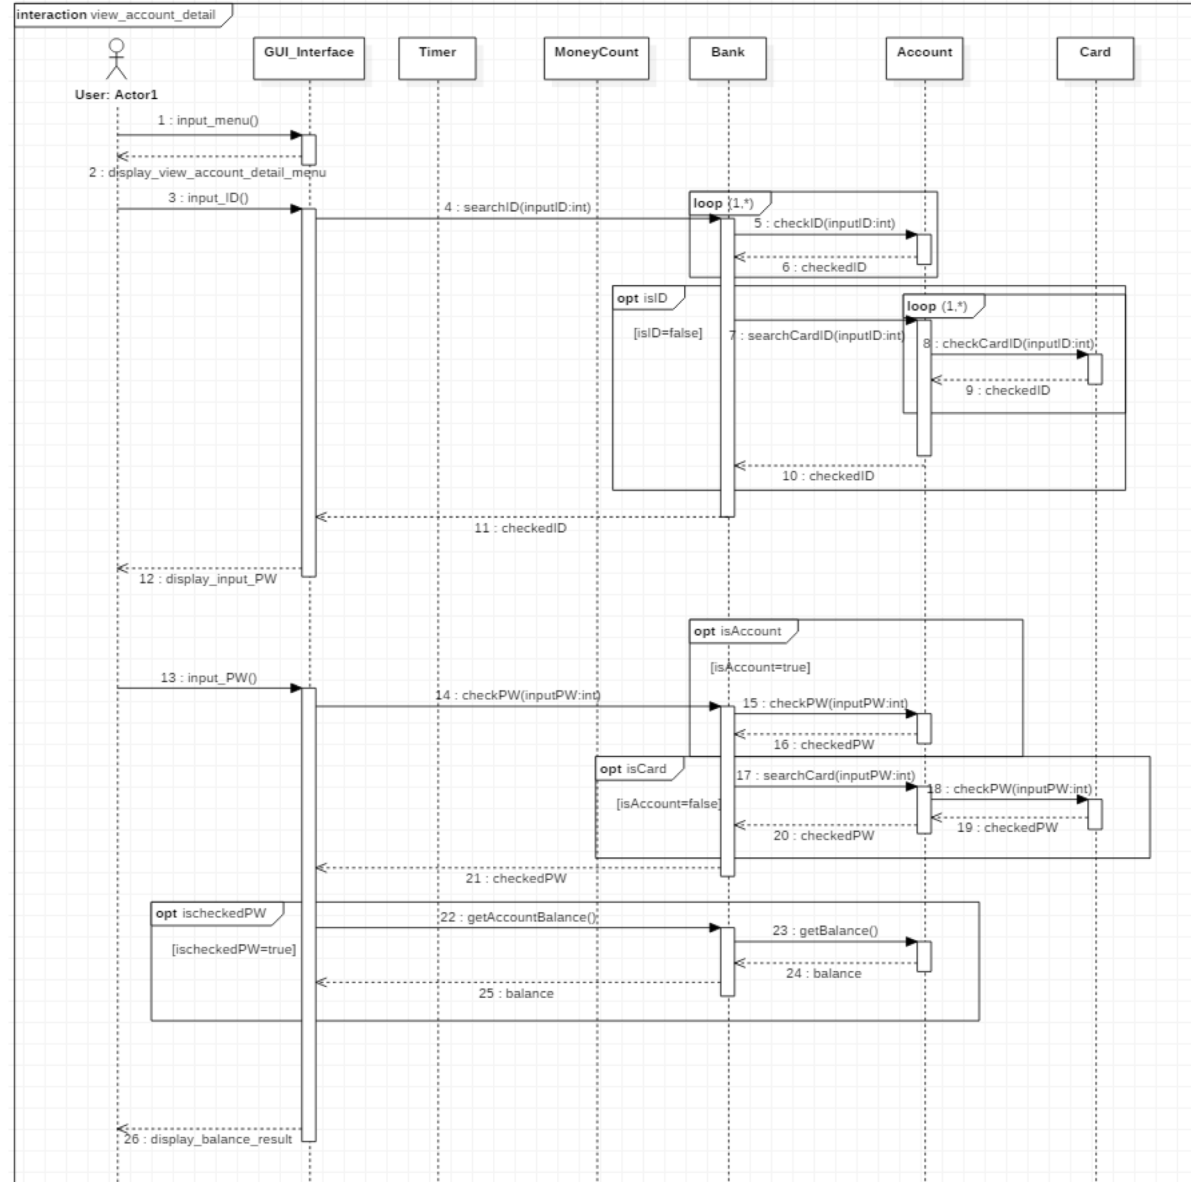 interaction view_account_detail
GUI_Interface
Timer
MoneyCount
Bank
Account
Card
User: Actor1
1 : input_menu()
2 : display_view_account_detail_menu
3 : input_ID()
4 : searchID(inputID:int)
loop (1,*)
5 : checkID(inputID:int)
6 : checkedID
opt isID
[isID=false]
loop (1,*)
7 : searchCardID(inputID:int)
8 : checkCardID(inputID:int)
9 : checkedID
10 : checkedID
11 : checkedID
12 : display_input_PW
opt isAccount
[isAccount=true]
13 : input_PW()
14 : checkPW(inputPW:int)
15 : checkPW(inputPW:int)
16 : checkedPW
opt isCard
[isAccount=false]
17 : searchCard(inputPW:int)
18 : checkPW(inputPW:int)
19 : checkedPW
20 : checkedPW
21 : checkedPW
opt ischeckedPW
[ischeckedPW=true]
22 : getAccountBalance()
23 : getBalance()
24 : balance
25 : balance
26 : display_balance_result